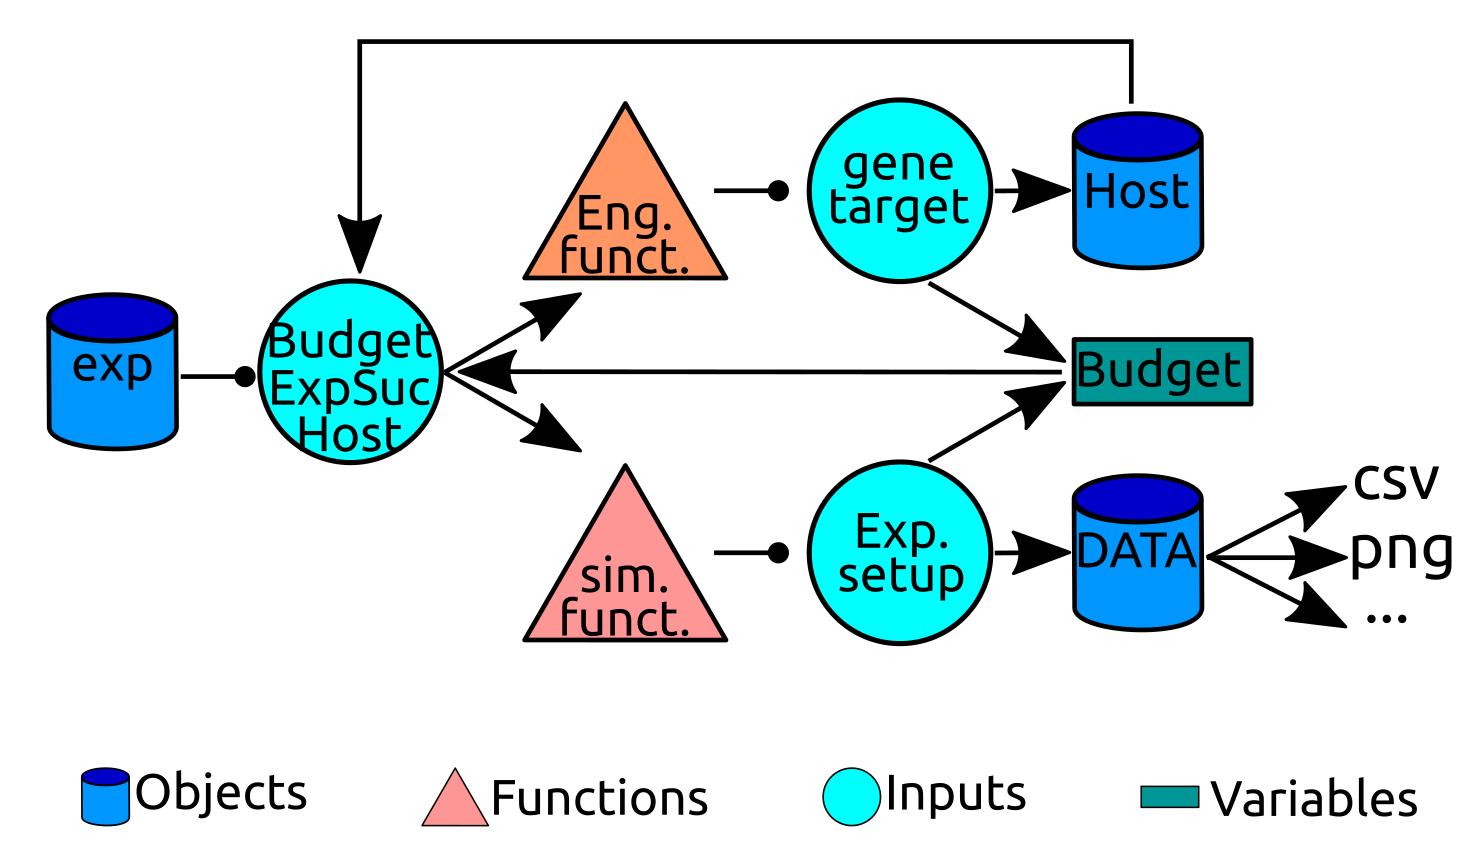 exp
Budget
ExpSuc
Host
Eng.
funct.
gene
target
Host
Budget
sim.
funct.
Exp.
setup
DATA
csv
png
...
Objects
Functions
Inputs
Variables